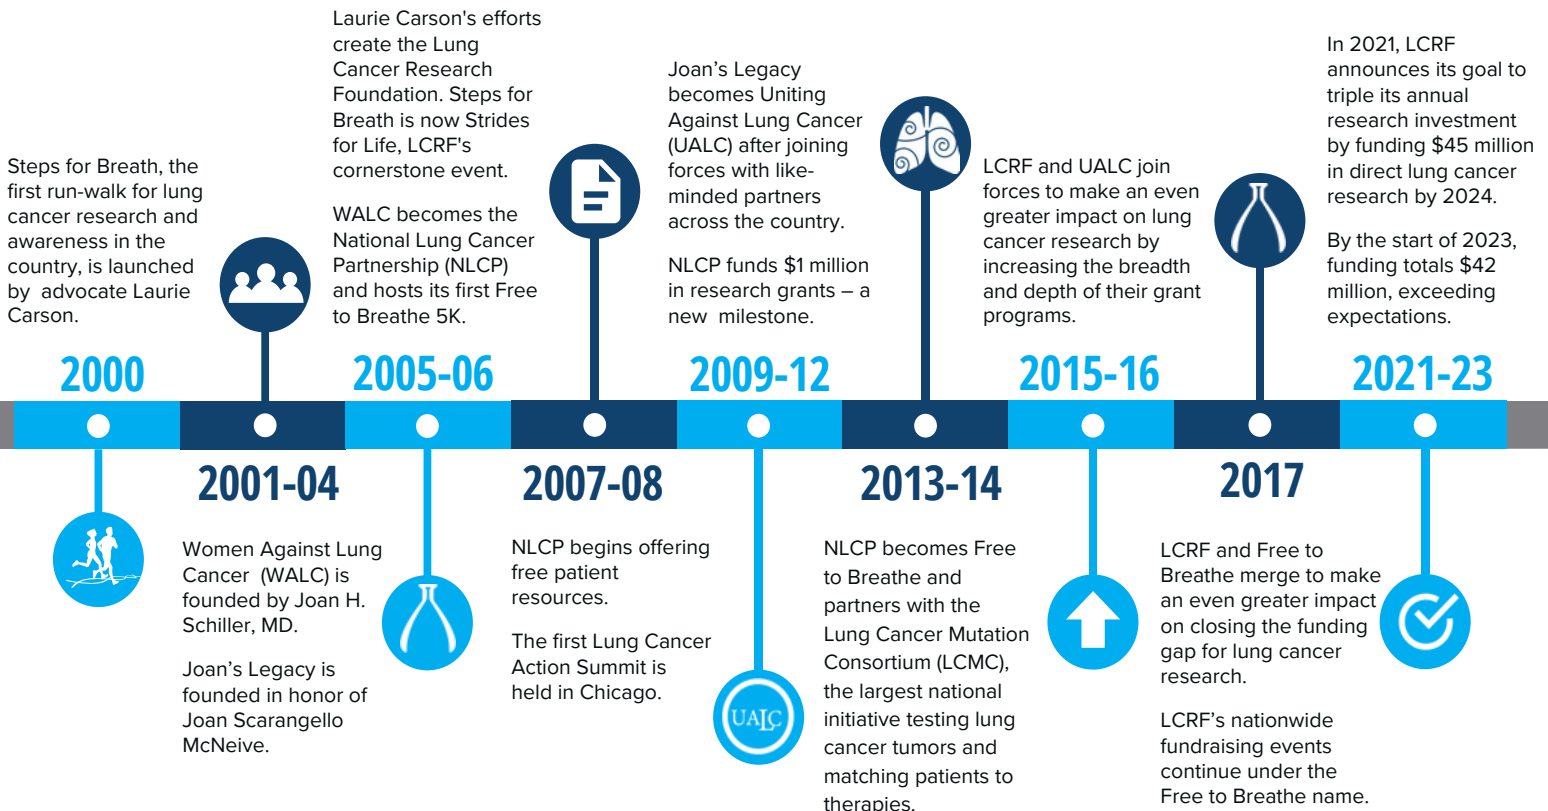 Steps for Breath, the
first run-walk for lung
cancer research and
awareness in the
country, is launched
by  advocate Laurie
Carson.
2000
2001-04
Women Against Lung
Cancer  (WALC) is
founded by Joan H.
Schiller, MD.
Joan’s Legacy is
founded in honor of
Joan Scarangello
McNeive.
Laurie Carson's efforts
create the Lung
Cancer Research
Foundation. Steps for
Breath is now Strides
for Life, LCRF's
cornerstone event.
WALC becomes the
National Lung Cancer
Partnership (NLCP)
and hosts its first Free
to Breathe 5K.
2005-06
2007-08
NLCP begins offering
free patient
resources.
The first Lung Cancer
Action Summit is
held in Chicago.
Joan’s Legacy
becomes Uniting
Against Lung Cancer
(UALC) after joining
forces with like-
minded partners
across the country.
NLCP funds $1 million
in research grants – a
new  milestone.
2009-12
UALC
2013-14
NLCP becomes Free
to Breathe and
partners with the
Lung Cancer Mutation
Consortium (LCMC),
the largest national
initiative testing lung
cancer tumors and
matching patients to
therapies.
LCRF and UALC join
forces to make an even
greater impact on lung
cancer research by
increasing the breadth
and depth of their grant
programs.
2015-16
2017
LCRF and Free to
Breathe merge to make
an even greater impact
on closing the funding
gap for lung cancer
research.
LCRF’s nationwide
fundraising events
continue under the
Free to Breathe name.
In 2021, LCRF
announces its goal to
triple its annual
research investment
by funding $45 million
in direct lung cancer
research by 2024.
By the start of 2023,
funding totals $42
million, exceeding
expectations.
2021-23